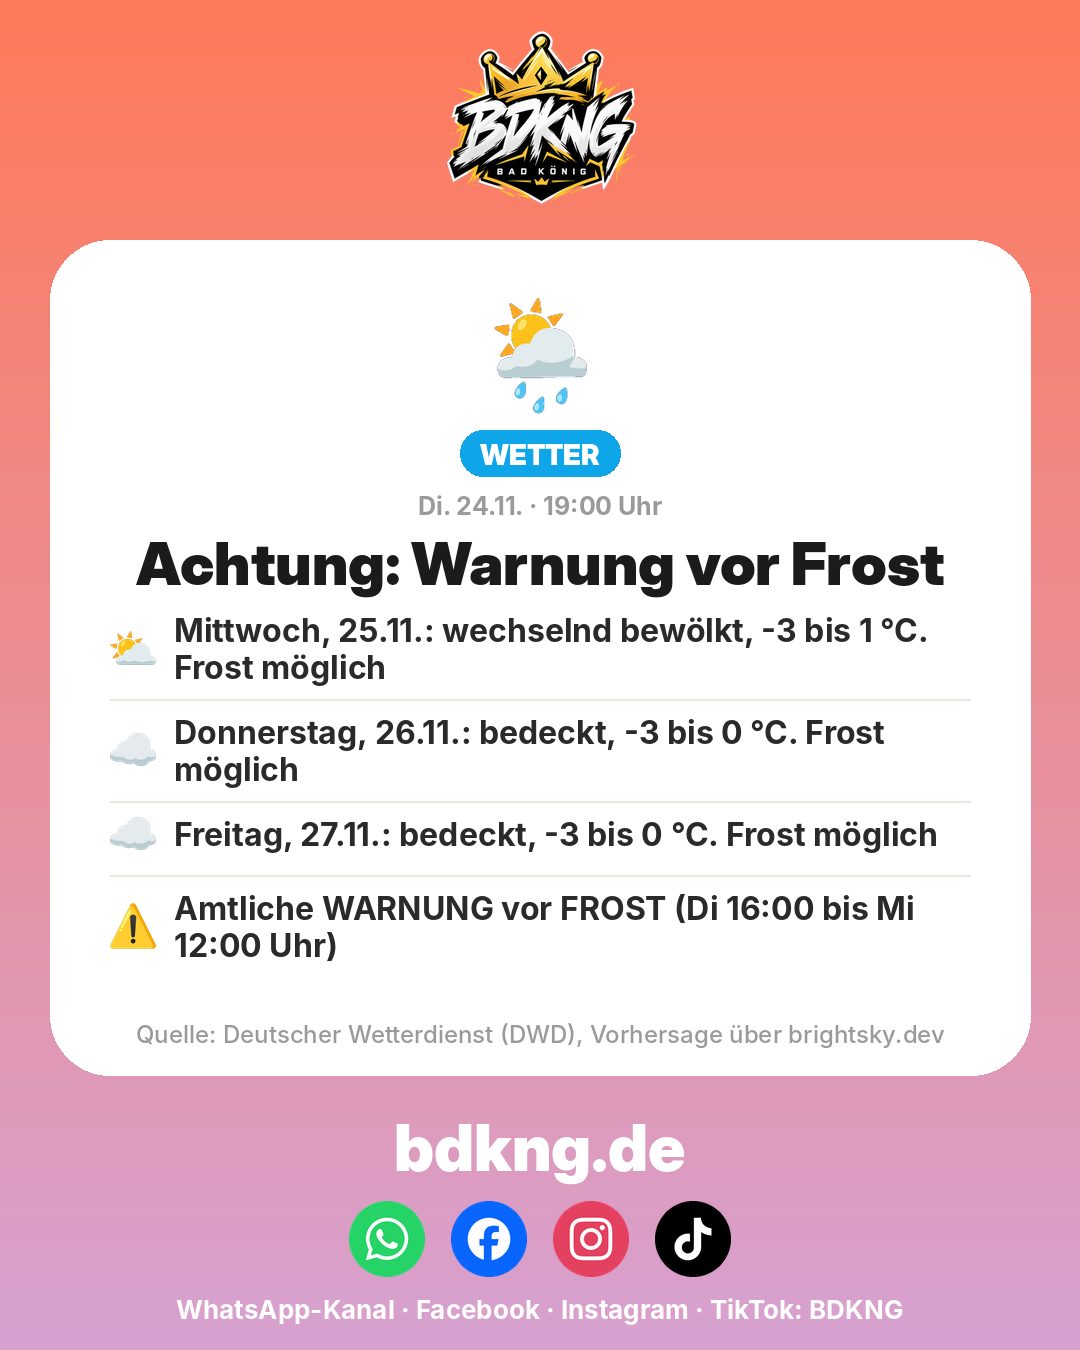 BDKNG
BAD KÖNIG
WETTER
Di. 24.11. · 19:00 Uhr
Achtung: Warnung vor Frost
Mittwoch, 25.11.: wechselnd bewölkt, -3 bis 1 °C.
Frost möglich
Donnerstag, 26.11.: bedeckt, -3 bis 0 °C. Frost
möglich
Freitag, 27.11.: bedeckt, -3 bis 0 °C. Frost möglich
Amtliche WARNUNG vor FROST (Di 16:00 bis Mi
12:00 Uhr)
Quelle: Deutscher Wetterdienst (DWD), Vorhersage über brightsky.dev
bdkng.de
WhatsApp-Kanal · Facebook · Instagram · TikTok: BDKNG